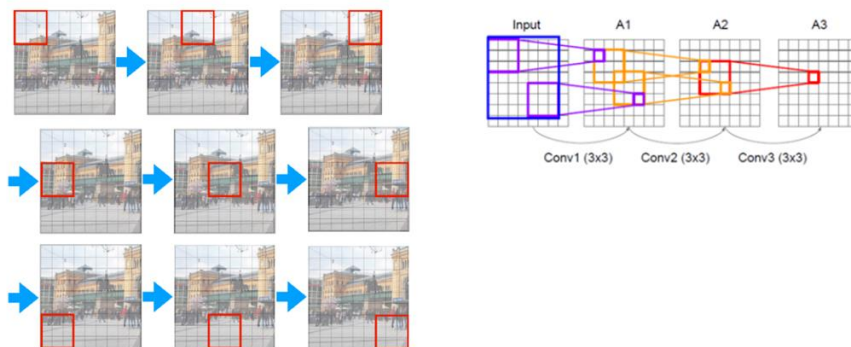 Input A1 A2 A3
Conv1 (3x3) Conv2 (3x3) Conv3 (3x3)